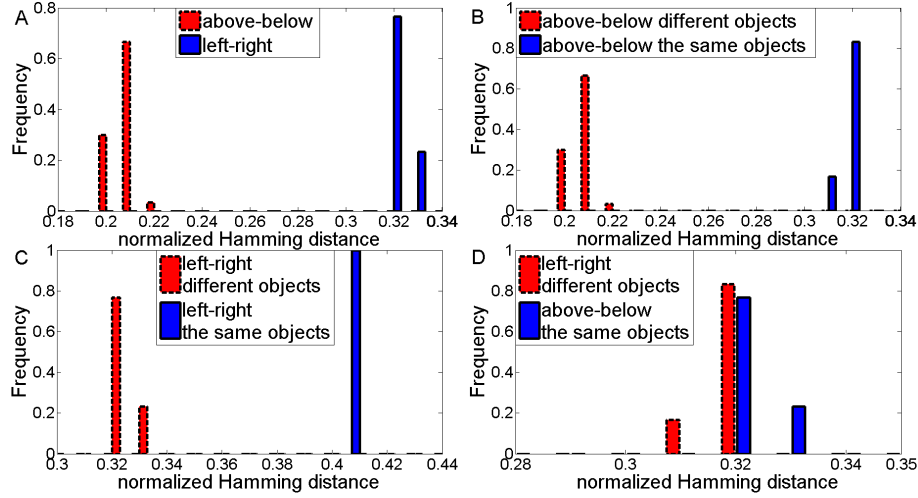 A
above-below
left-right
0.8
0.6
0.4
0.2
0
Frequency
0.18 0.2 0.22 0.24 0.26 0.28 0.3 0.32 0.34
normalized Hamming distance
B
above-below different objects
above-below the same objects
1
0.8
0.6
0.4
0.2
0
Frequency
0.18 0.2 0.22 0.24 0.26 0.28 0.3 0.32 0.34
normalized Hamming distance
C
left-right
different objects
left-right
the same objects
1
0.8
0.6
0.4
0.2
0
Frequency
0.3 0.32 0.34 0.36 0.38 0.4 0.42 0.44
normalized Hamming distance
D
left-right
different objects
above-below
the same objects
1
0.8
0.6
0.4
0.2
0
Frequency
0.28 0.3 0.32 0.34 0.35
normalized Hamming distance